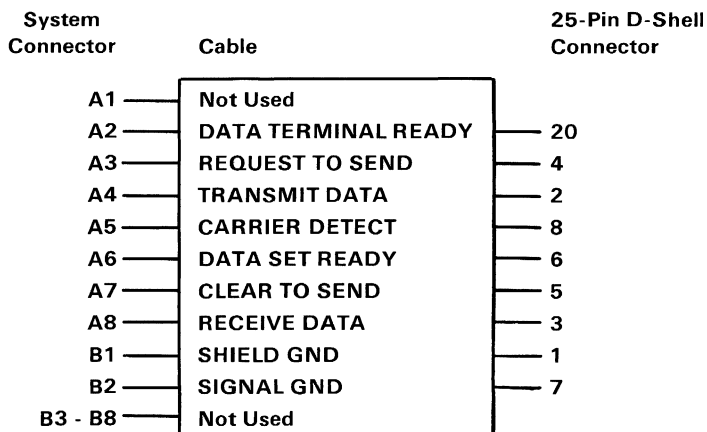 System Connector Cable 25-Pin D-Shell Connector
A1 Not Used
A2 DATA TERMINAL READY 20
A3 REQUEST TO SEND 4
A4 TRANSMIT DATA 2
A5 CARRIER DETECT 8
A6 DATA SET READY 6
A7 CLEAR TO SEND 5
A8 RECEIVE DATA 3
B1 SHIELD GND 1
B2 SIGNAL GND 7
B3 - B8 Not Used